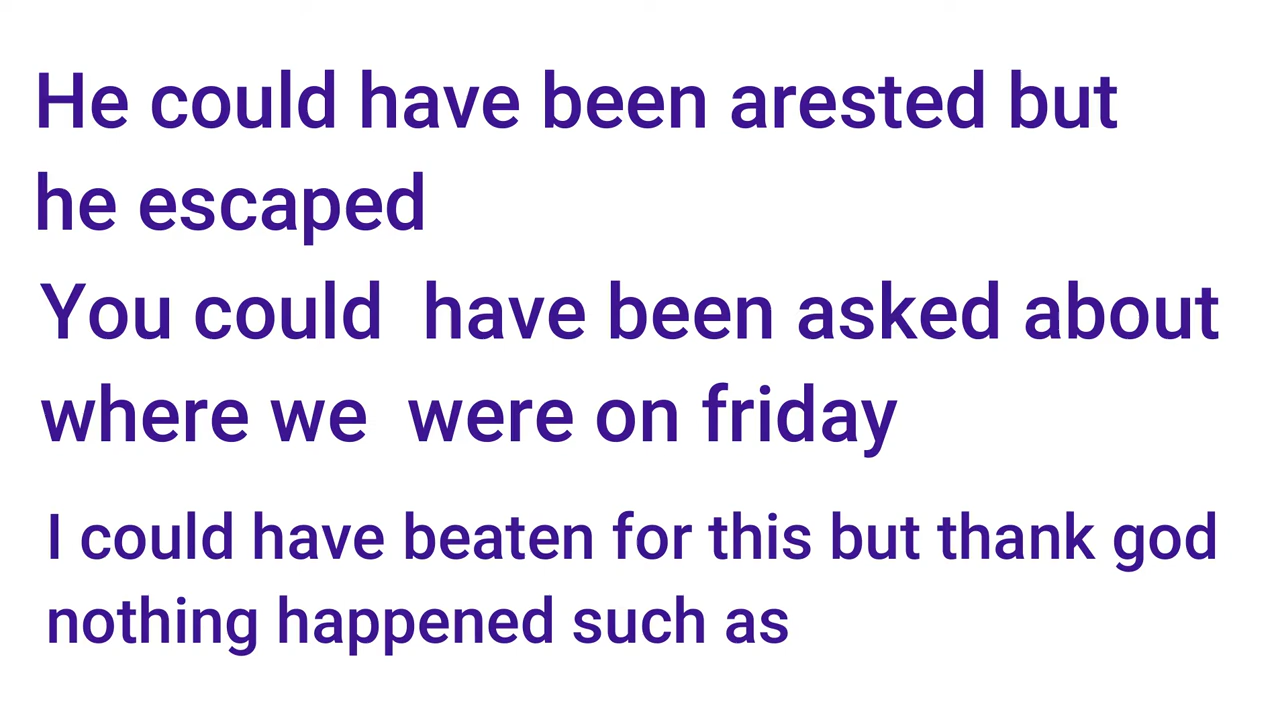 He could have been arested but
he escaped
You could  have been asked about
where we  were on friday
I could have beaten for this but thank god
nothing happened such as